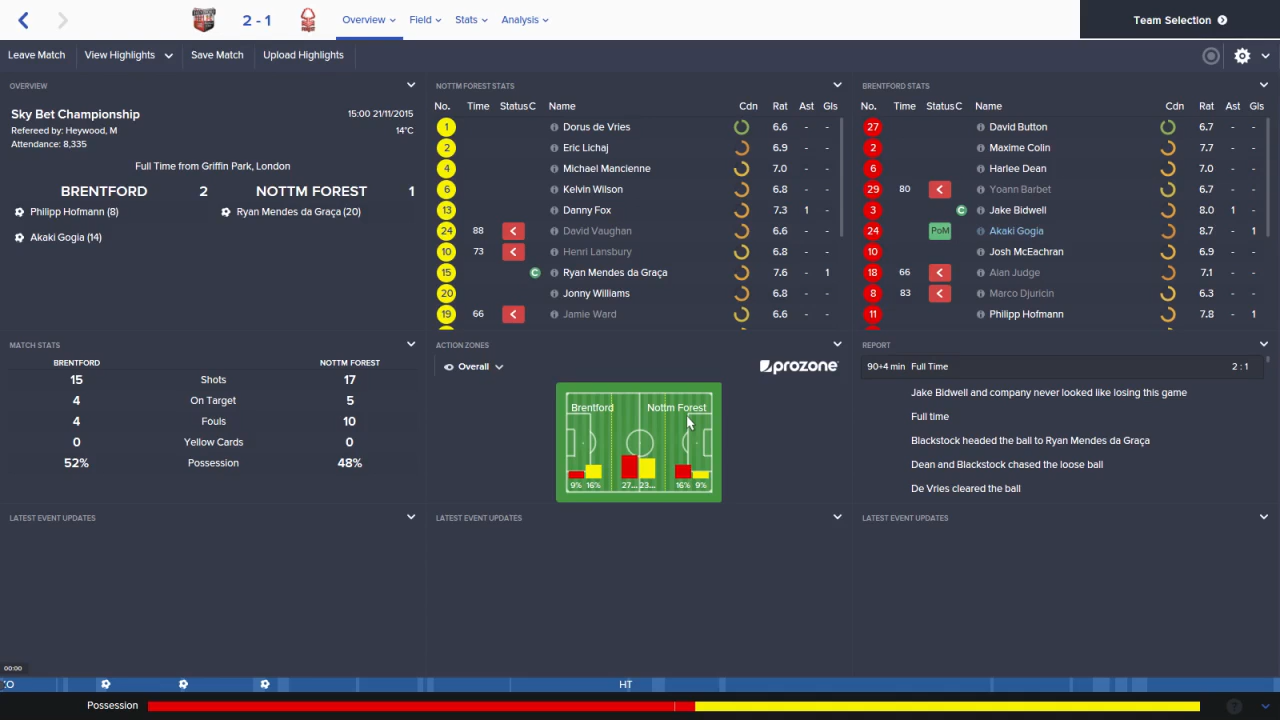 2 - 1
Overview
Field
Stats
Analysis
Team Selection
Leave Match
View Highlights
Save Match
Upload Highlights
OVERVIEW
Sky Bet Championship
15:00 21/11/2015
Refereed by: Heywood, M
14°C
Attendance: 8,335
Full Time from Griffin Park, London
BRENTFORD 2 NOTTM FOREST 1
Philipp Hofmann (8)
Ryan Mendes da Graça (20)
Akaki Gogia (14)
NOTTM FOREST STATS
No. Time Status C Name Cdn Rat Ast Gls
1 Dorus de Vries 6.6 - -
2 Eric Lichaj 6.9 - -
4 Michael Mancienne 7.0 - -
6 Kelvin Wilson 6.8 - -
13 Danny Fox 7.3 1 -
24 88 David Vaughan 6.6 - -
10 73 Henri Lansbury 6.8 - -
15 C Ryan Mendes da Graça 7.6 - 1
20 Jonny Williams 6.8 - -
19 66 Jamie Ward 6.6 - -
BRENTFORD STATS
No. Time Status C Name Cdn Rat Ast Gls
27 David Button 6.7 - -
2 Maxime Colin 7.7 - -
6 Harlee Dean 7.0 - -
29 80 Yoann Barbet 6.7 - -
3 C Jake Bidwell 8.0 1 -
24 PoM Akaki Gogia 8.7 - 1
10 Josh McEachran 6.9 - -
18 66 Alan Judge 7.1 - -
8 83 Marco Djuricin 6.3 - -
11 Philipp Hofmann 7.8 - 1
MATCH STATS
BRENTFORD NOTTM FOREST
15 Shots 17
4 On Target 5
4 Fouls 10
0 Yellow Cards 0
52% Possession 48%
ACTION ZONES
Overall
prozone
Brentford Nottm Forest
9% 16% 27... 23... 16% 9%
REPORT
90+4 min Full Time 2 : 1
Jake Bidwell and company never looked like losing this game
Full time
Blackstock headed the ball to Ryan Mendes da Graça
Dean and Blackstock chased the loose ball
De Vries cleared the ball
LATEST EVENT UPDATES
LATEST EVENT UPDATES
LATEST EVENT UPDATES
00:00
HT
Possession